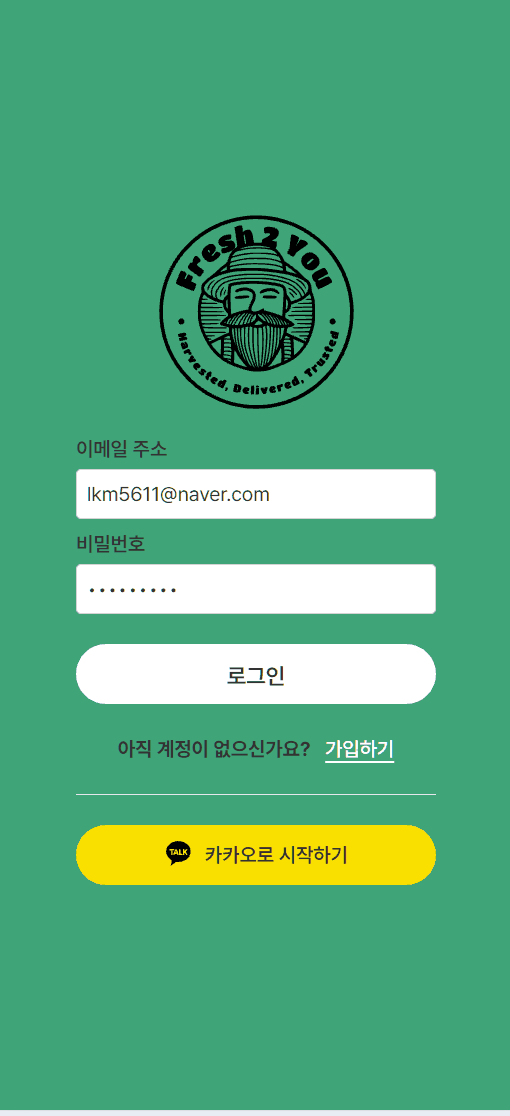 Fresh 2 You
• Harvested, Delivered, Trusted •
이메일 주소
lkm5611@naver.com
비밀번호
•••••••••
로그인
아직 계정이 없으신가요? 가입하기
TALK 카카오로 시작하기